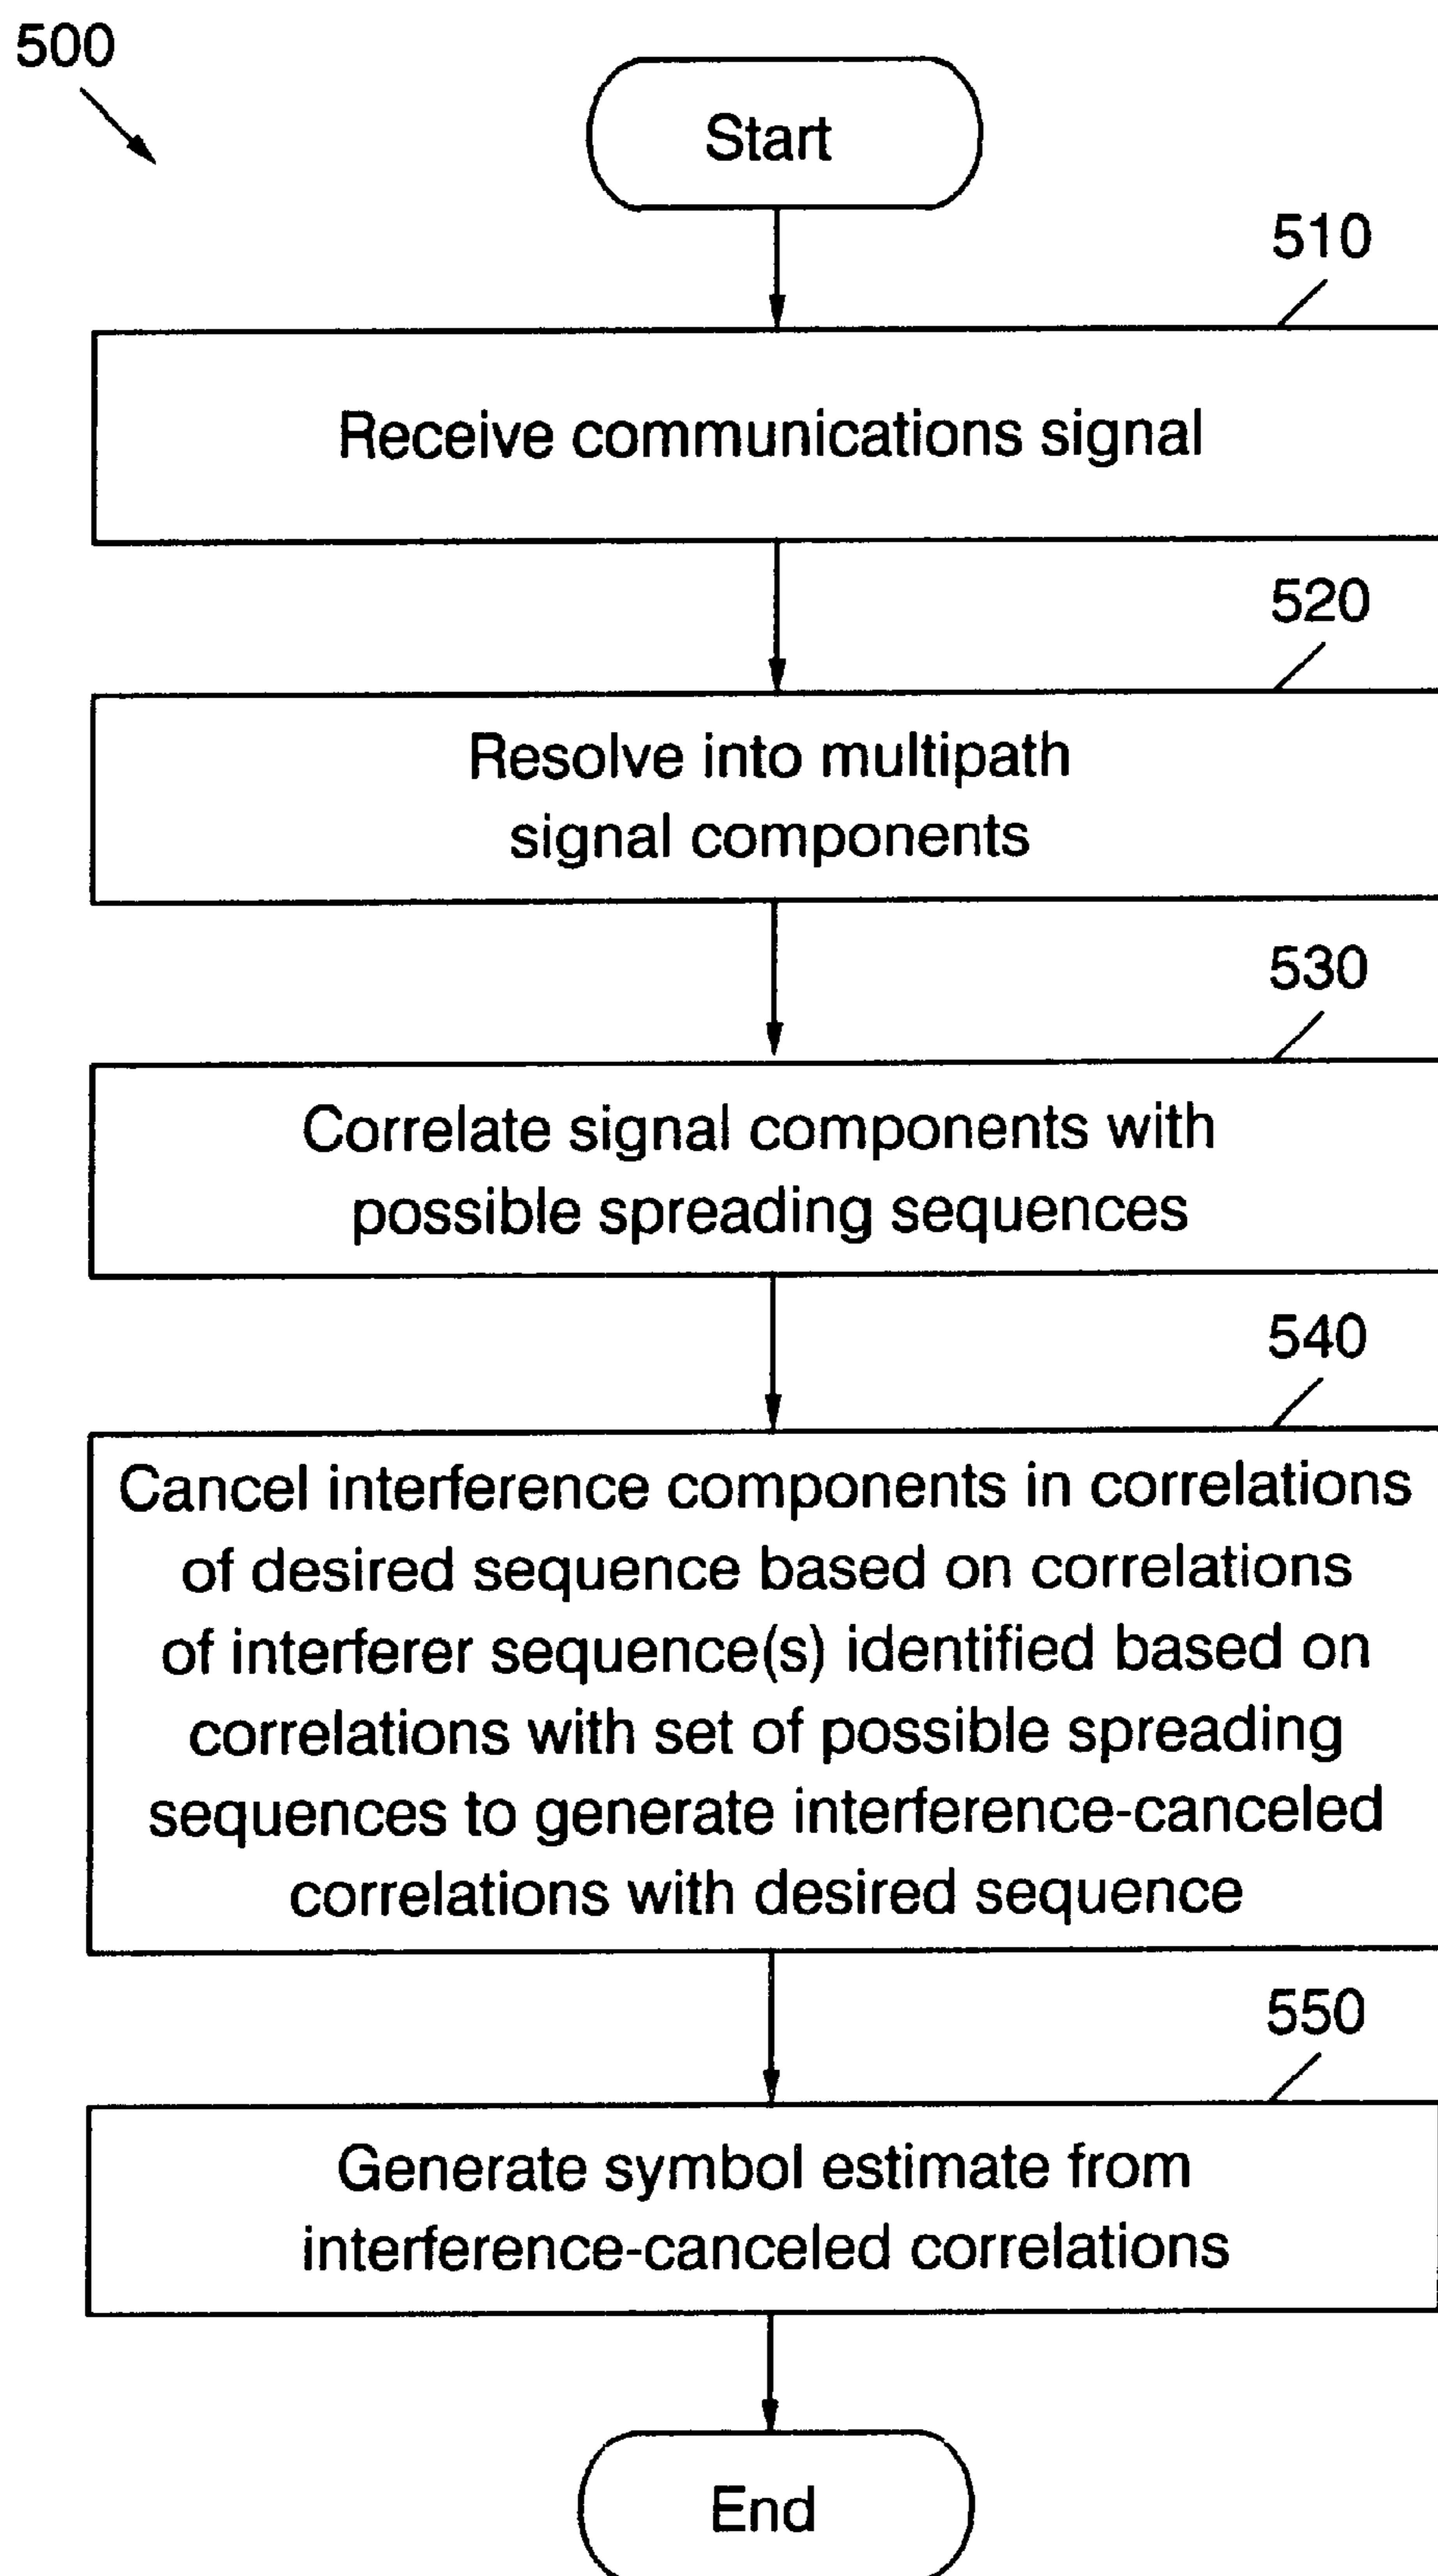 500
Start
510
Receive communications signal
520
Resolve into multipath
signal components
530
Correlate signal components with
possible spreading sequences
540
Cancel interference components in correlations
of desired sequence based on correlations
of interferer sequence(s) identified based on
correlations with set of possible spreading
sequences to generate interference-canceled
correlations with desired sequence
550
Generate symbol estimate from
interference-canceled correlations
End